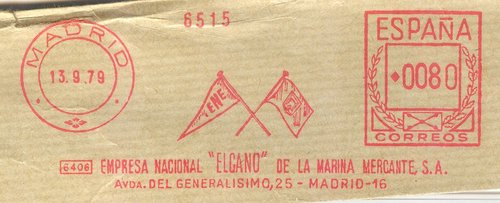 6515
MADRID
13.9.79
ENE
ESPAÑA
0080
CORREOS
6406 EMPRESA NACIONAL "ELCANO" DE LA MARINA MERCANTE, S.A.
AVDA. DEL GENERALISIMO, 25 - MADRID-16